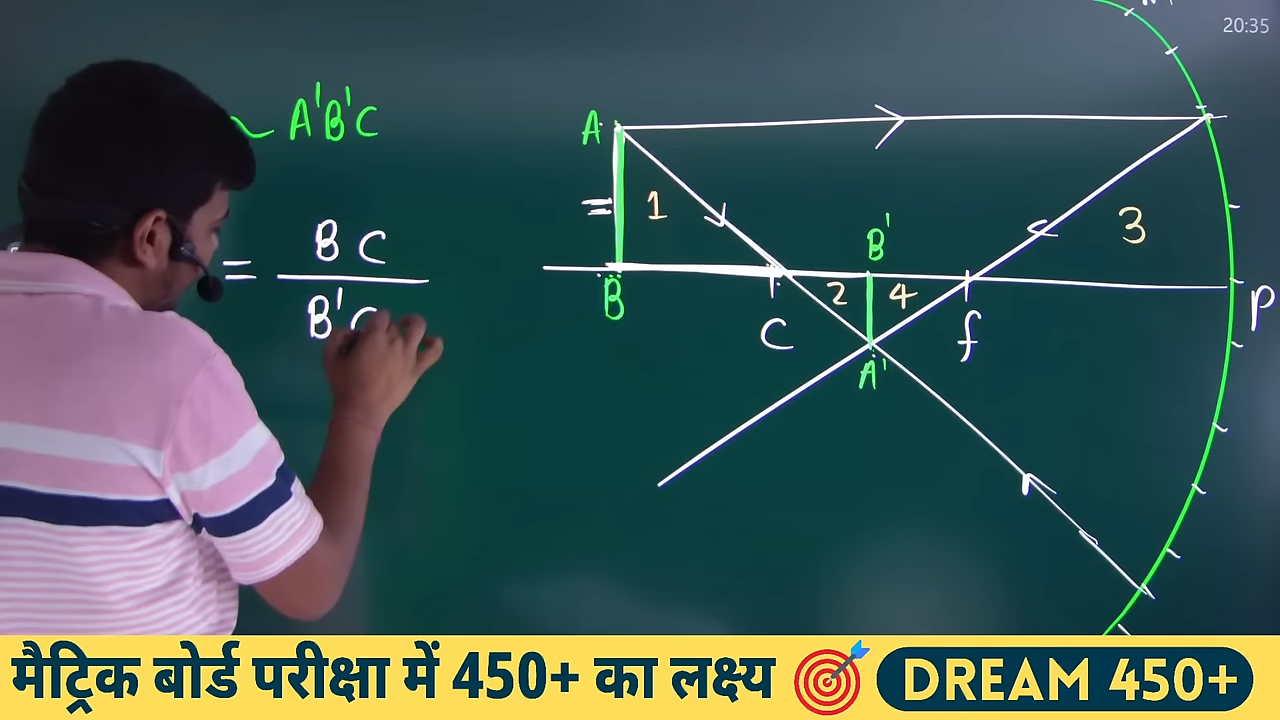 20:35
~ A'B'C
= BC / B'C
A
=
1
B
B'
2
4
3
C
A'
f
P
मैट्रिक बोर्ड परीक्षा में 450+ का लक्ष्य DREAM 450+